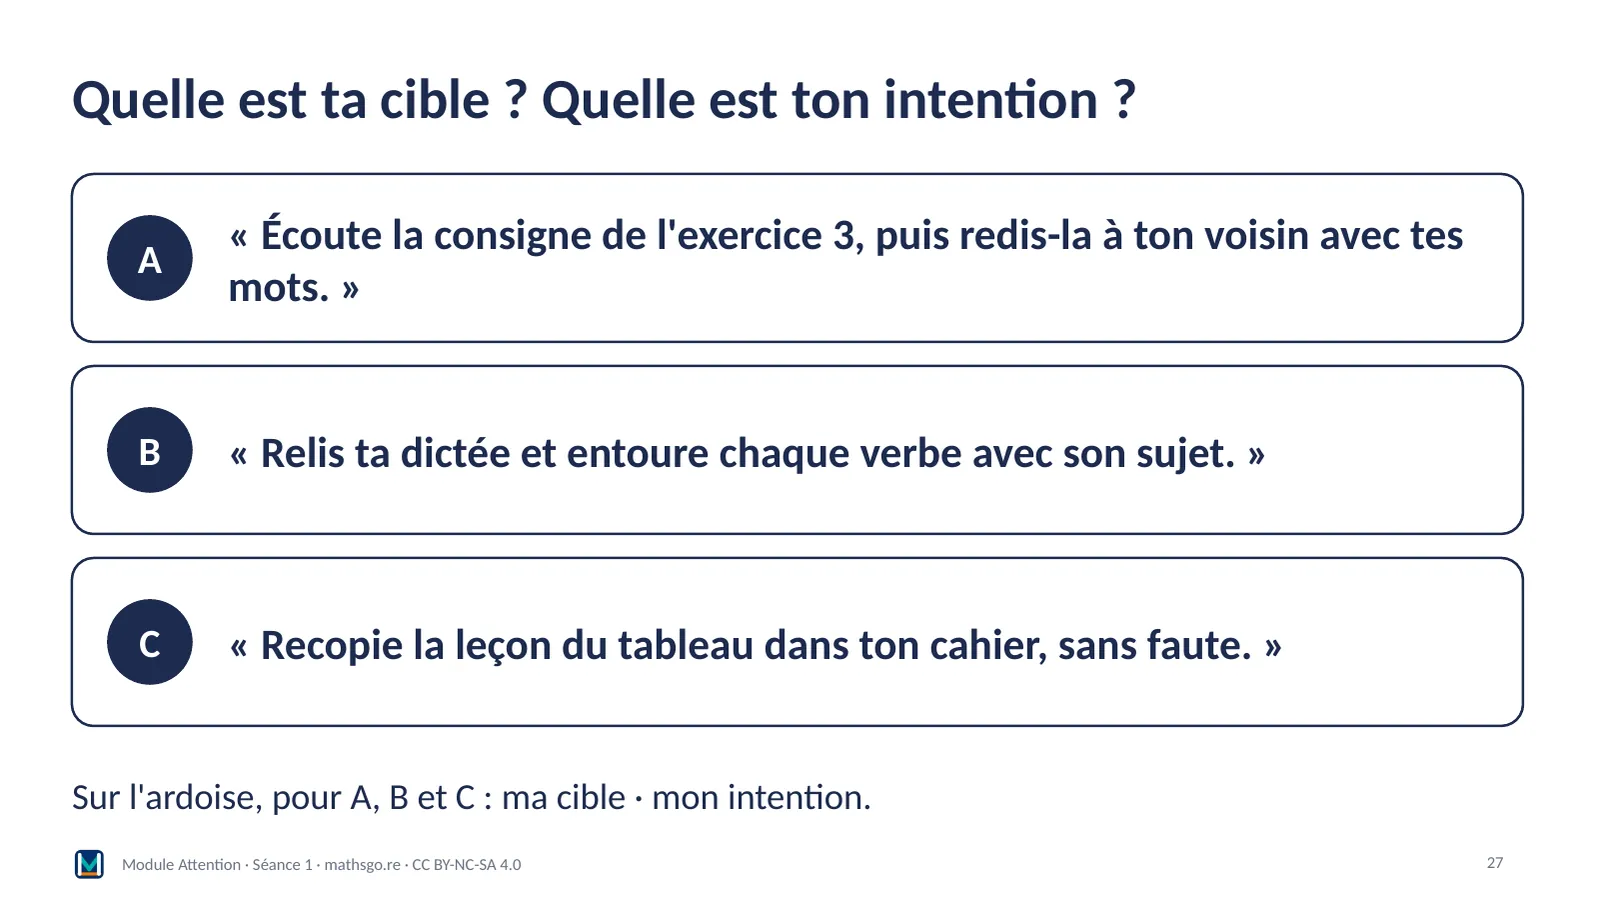 Quelle est ta cible ? Quelle est ton intention ?
A
« Écoute la consigne de l'exercice 3, puis redis-la à ton voisin avec tes
mots. »
B
« Relis ta dictée et entoure chaque verbe avec son sujet. »
C
« Recopie la leçon du tableau dans ton cahier, sans faute. »
Sur l'ardoise, pour A, B et C : ma cible · mon intention.
Module Attention · Séance 1 · mathsgo.re · CC BY-NC-SA 4.0
27